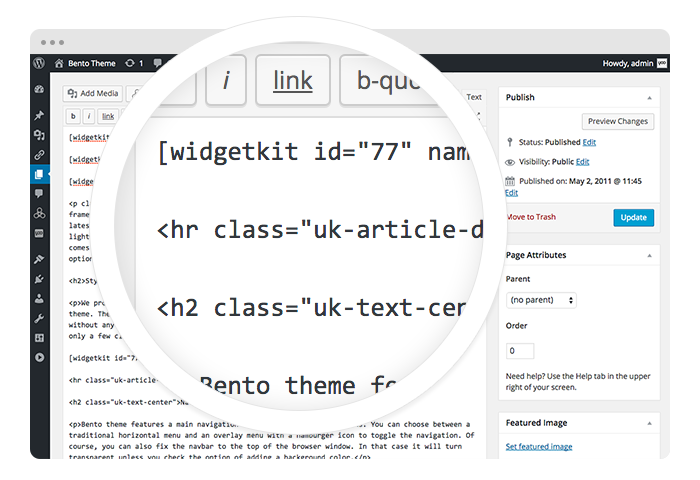 Bento Theme
1
Howdy, admin
Add Media
Text
b
i
link
i
link
b-quo
[widgetkit
[widgetkit
[widge
<p cl
frame
lates
light
comes
option
<h2>Sty
<p>We pro
theme. The
without any
only a few c
[widgetkit id="77
<hr class="uk-article-
<h2 class="uk-text-center">Na
<p>Bento theme features a main navigation
You can choose between a
traditional horizontal menu and an overlay menu with a hamburger icon to toggle the navigation. Of
course, you can also fix the navbar to the top of the browser window. In that case it will turn
transparent unless you check the option of adding a background color.</p>
[widgetkit id="77" nam
<hr class="uk-article-d
<h2 class="uk-text-cen
Bento theme fe
Publish
Preview Changes
Status: Published Edit
Visibility: Public Edit
Published on: May 2, 2011 @ 11:45
Edit
Move to Trash
Update
Page Attributes
Parent
(no parent)
Order
0
Need help? Use the Help tab in the upper
right of your screen.
Featured Image
Set featured image